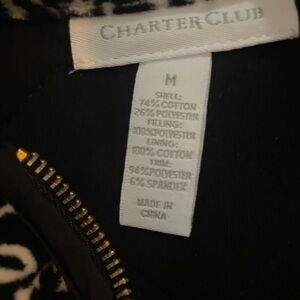 CHARTER CLUB
M
SHELL:
74% COTTON
26% POLYESTER
FILLING:
100% POLYESTER
LINING:
100% COTTON
TRIM:
94% POLYESTER
6% SPANDEX
MADE IN
CHINA